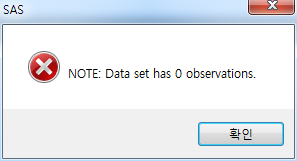 SAS
NOTE: Data set has 0 observations.
확인